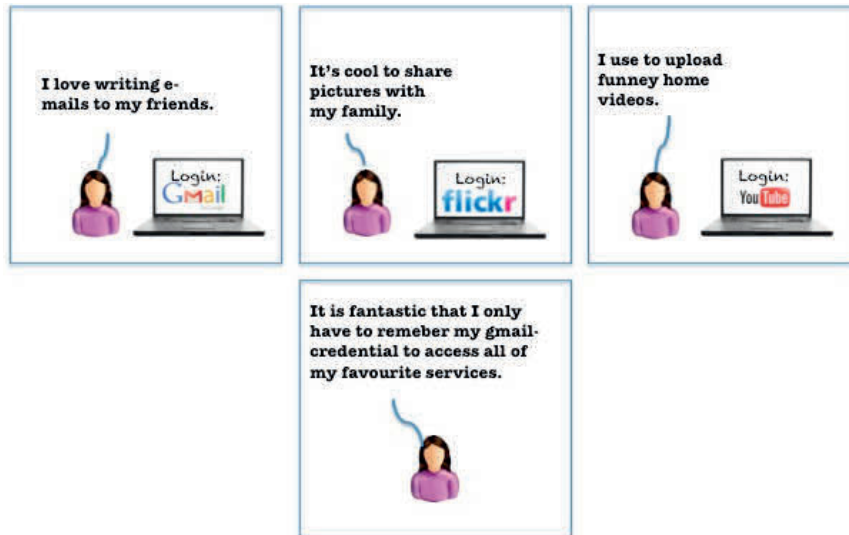 I love writing e-
mails to my friends.
Login:
GMail
It's cool to share
pictures with
my family.
Login:
flickr
I use to upload
funney home
videos.
Login:
YouTube
It is fantastic that I only
have to remeber my gmail-
credential to access all of
my favourite services.